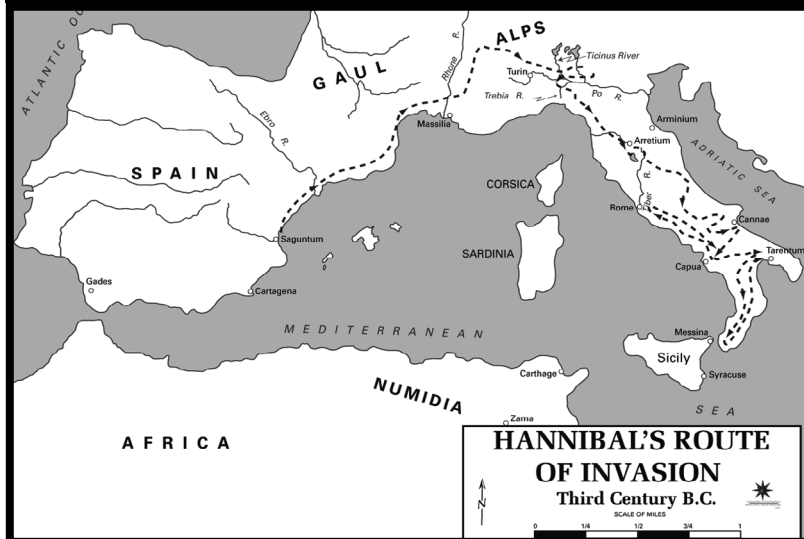 ATLANTIC
GAUL
ALPS
Rhone R.
Ticinus River
Turin
Trebia R.
Po R.
Massilia
Arminium
Arretium
ADRIATIC SEA
Ebro R.
SPAIN
CORSICA
Tiber R.
Rome
Cannae
Saguntum
SARDINIA
Capua
Tarentum
Gades
Cartagena
MEDITERRANEAN
Messina
Sicily
Carthage
Syracuse
NUMIDIA
SEA
Zama
AFRICA
HANNIBAL'S ROUTE
OF INVASION
Third Century B.C.
SCALE OF MILES
N
0 1/4 1/2 3/4 1